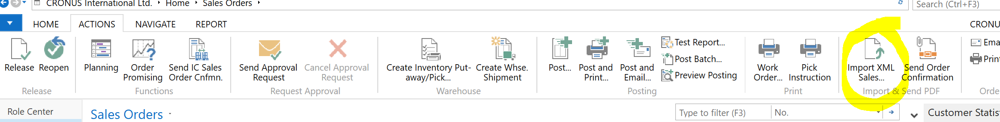 CRONUS International Ltd. Home Sales Orders
Search (Ctrl+F3)
HOME ACTIONS NAVIGATE REPORT
CRONU
Release
Reopen
Release
Planning
Order
Promising
Send IC Sales
Order Cnfmn.
Functions
Send Approval
Request
Cancel Approval
Request
Request Approval
Create Inventory Put-
away/Pick...
Create Whse.
Shipment
Warehouse
Post...
Post and
Print...
Post and
Email...
Test Report...
Post Batch...
Preview Posting
Posting
Work
Order...
Pick
Instruction
Print
Import XML
Sales...
Send Order
Confirmation
Import & Send PDF
Ema
Print
Orde
Role Center
Sales Orders
Type to filter (F3)
No.
Customer Statis